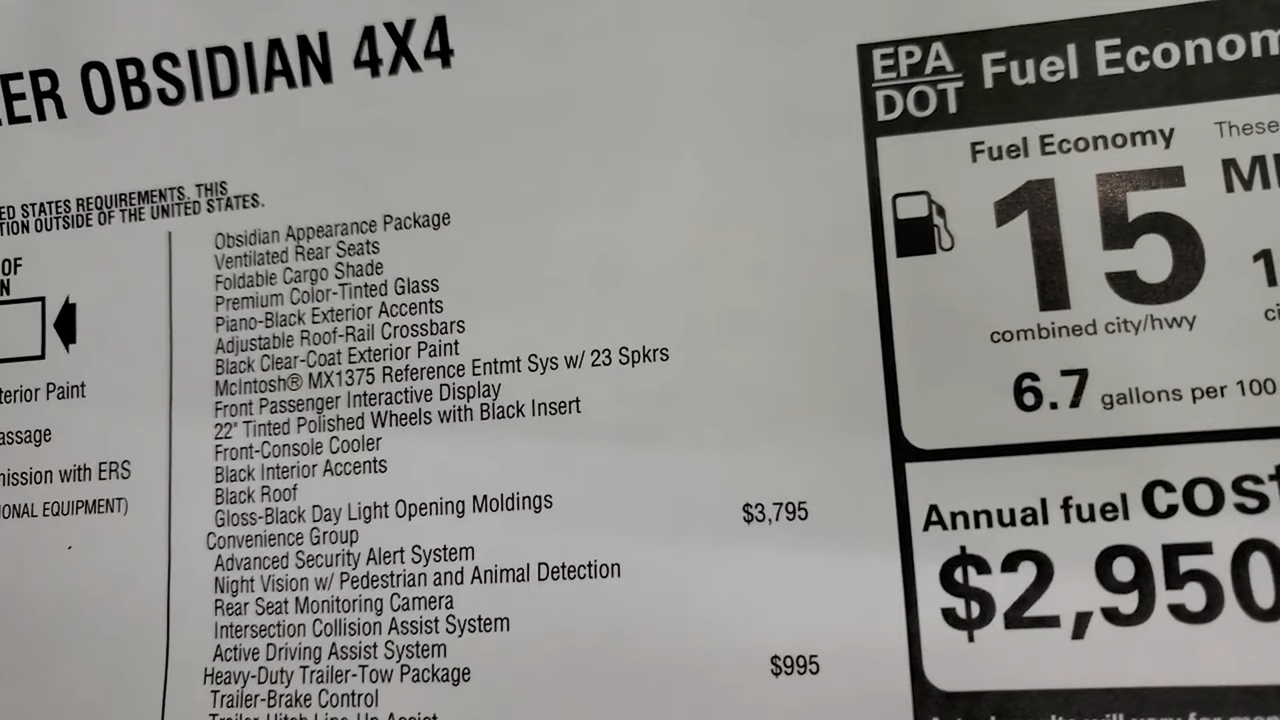 ER OBSIDIAN 4X4
ED STATES REQUIREMENTS, THIS
TION OUTSIDE OF THE UNITED STATES.
OF
N
terior Paint
assage
mission with ERS
IONAL EQUIPMENT)
Obsidian Appearance Package
Ventilated Rear Seats
Foldable Cargo Shade
Premium Color-Tinted Glass
Piano-Black Exterior Accents
Adjustable Roof-Rail Crossbars
Black Clear-Coat Exterior Paint
McIntosh® MX1375 Reference Entmt Sys w/ 23 Spkrs
Front Passenger Interactive Display
22" Tinted Polished Wheels with Black Insert
Front-Console Cooler
Black Interior Accents
Black Roof
Gloss-Black Day Light Opening Moldings
Convenience Group $3,795
Advanced Security Alert System
Night Vision w/ Pedestrian and Animal Detection
Rear Seat Monitoring Camera
Intersection Collision Assist System
Active Driving Assist System
Heavy-Duty Trailer-Tow Package $995
Trailer-Brake Control
Trailer Hitch Line-Up Assist
EPA
DOT
Fuel Econom
Fuel Economy
These
15
combined city/hwy
6.7 gallons per 100
Annual fuel cost
$2,950